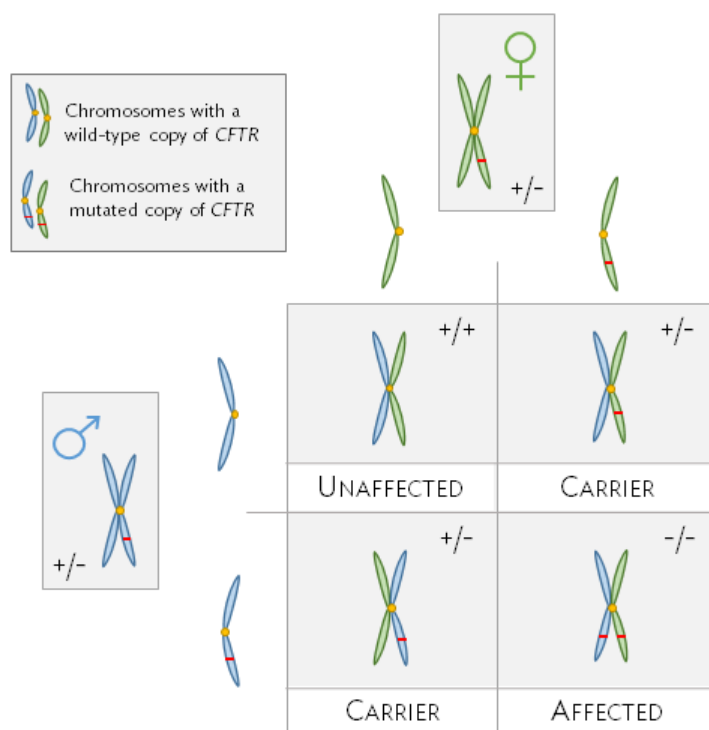 Chromosomes with a
wild-type copy of CFTR
Chromosomes with a
mutated copy of CFTR
+/-
+/+
+/-
UNAFFECTED
CARRIER
+/-
+/-
-/-
CARRIER
AFFECTED